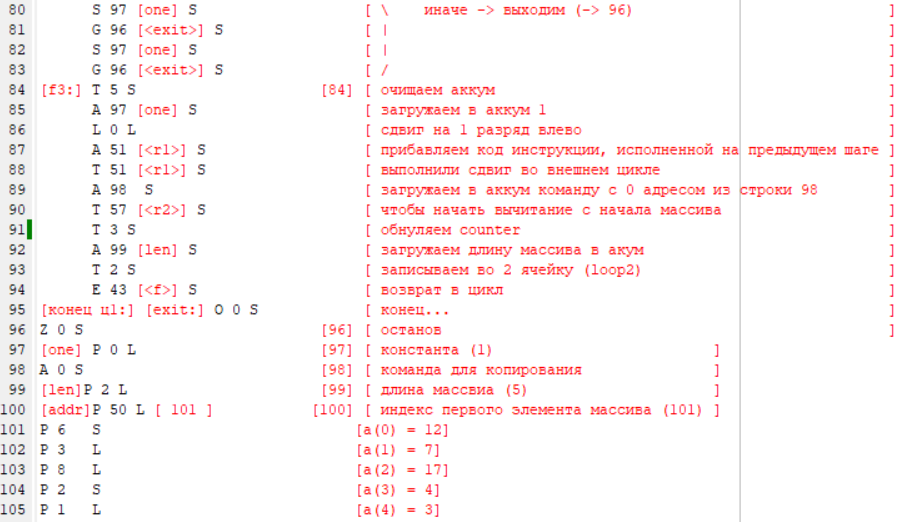 80 S 97 [one] S [ \ иначе -> выходим (-> 96) ]
81 G 96 [<exit>] S [ | ]
82 S 97 [one] S [ | ]
83 G 96 [<exit>] S [ / ]
84 [f3:] T 5 S [84] [ очищаем аккум ]
85 A 97 [one] S [ загружаем в аккум 1 ]
86 L 0 L [ сдвиг на 1 разряд влево ]
87 A 51 [<r1>] S [ прибавляем код инструкции, исполненной на предыдущем шаге ]
88 T 51 [<r1>] S [ выполнили сдвиг во внешнем цикле ]
89 A 98 S [ загружаем в аккум команду с 0 адресом из строки 98 ]
90 T 57 [<r2>] S [ чтобы начать вычитание с начала массива ]
91 T 3 S [ обнуляем counter ]
92 A 99 [len] S [ загружаем длину массива в акум ]
93 T 2 S [ записываем во 2 ячейку (loop2) ]
94 E 43 [<f>] S [ возврат в цикл ]
95 [конец ц1:] [exit:] O 0 S [ конец... ]
96 Z 0 S [96] [ останов ]
97 [one] P 0 L [97] [ константа (1) ]
98 A 0 S [98] [ команда для копирования ]
99 [len]P 2 L [99] [ длина массвиа (5) ]
100 [addr]P 50 L [ 101 ] [100] [ индекс первого элемента массива (101) ]
101 P 6 S [a(0) = 12]
102 P 3 L [a(1) = 7]
103 P 8 L [a(2) = 17]
104 P 2 S [a(3) = 4]
105 P 1 L [a(4) = 3]